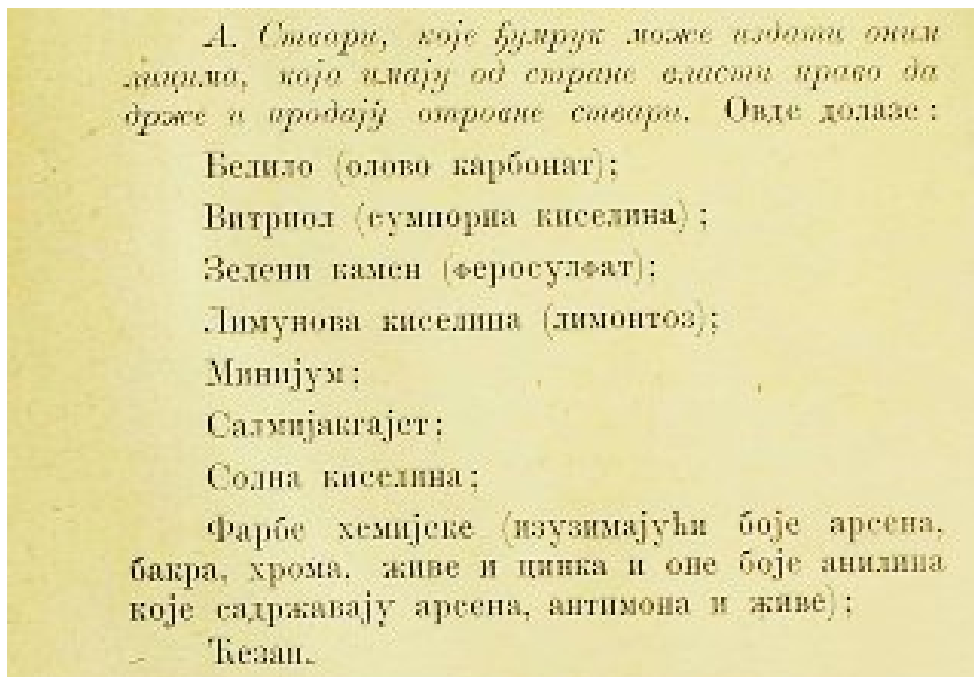 А. Ствари, које ђумрук може издати оним
лицима, која имају од стране власти право да
држе и продају отровне ствари. Овде долазе:
Белило (олово карбонат);
Витриол (сумпорна киселина);
Зелени камен (феросулфат);
Лимунова киселина (лимонтоз);
Минијум;
Салмијакгајст;
Солна киселина;
Фарбе хемијске (изузимајући боје арсена,
бакра, хрома, живе и цинка и оне боје анилина
које садржавају арсена, антимона и живе);
Ћезап.